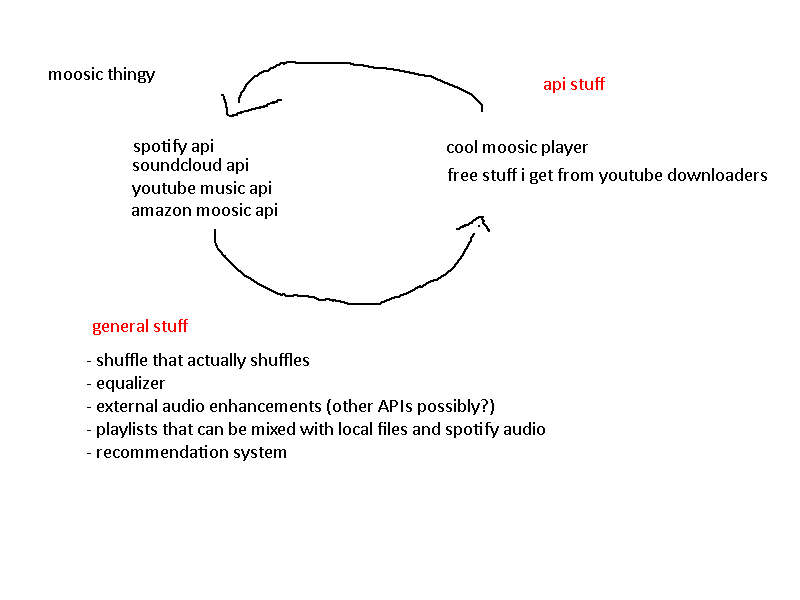 moosic thingy
api stuff
spotify api
soundcloud api
youtube music api
amazon moosic api
cool moosic player
free stuff i get from youtube downloaders
general stuff
- shuffle that actually shuffles
- equalizer
- external audio enhancements (other APIs possibly?)
- playlists that can be mixed with local files and spotify audio
- recommendation system